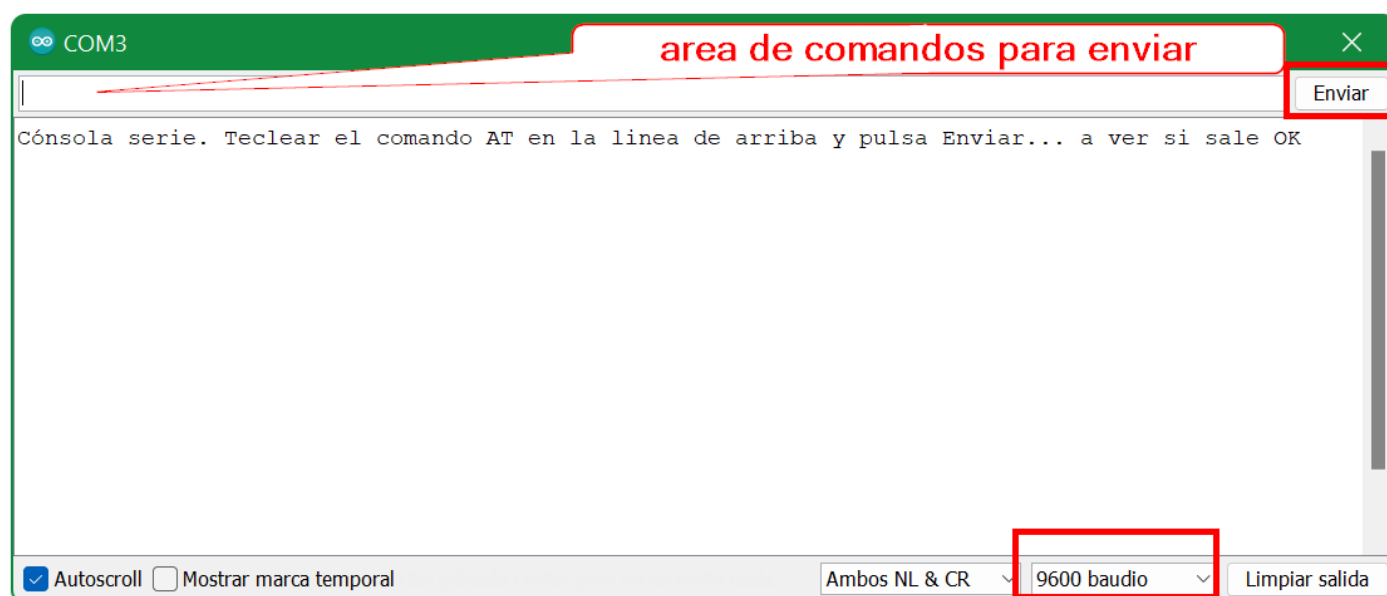 COM3
area de comandos para enviar
Enviar
Cónsola serie. Teclear el comando AT en la linea de arriba y pulsa Enviar... a ver si sale OK
Autoscroll Mostrar marca temporal Ambos NL & CR 9600 baudio Limpiar salida